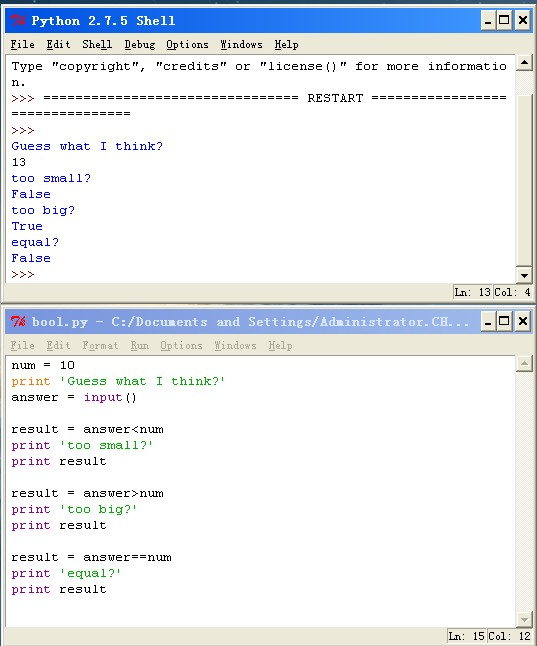 Python 2.7.5 Shell
File Edit Shell Debug Options Windows Help
Type "copyright", "credits" or "license()" for more informatio
n.
>>> ================================ RESTART =================
===============
>>>
Guess what I think?
13
too small?
False
too big?
True
equal?
False
>>>
Ln: 13 Col: 4
bool.py - C:/Documents and Settings/Administrator.CH...
File Edit Format Run Options Windows Help
num = 10
print 'Guess what I think?'
answer = input()
result = answer<num
print 'too small?'
print result
result = answer>num
print 'too big?'
print result
result = answer==num
print 'equal?'
print result
Ln: 15 Col: 12